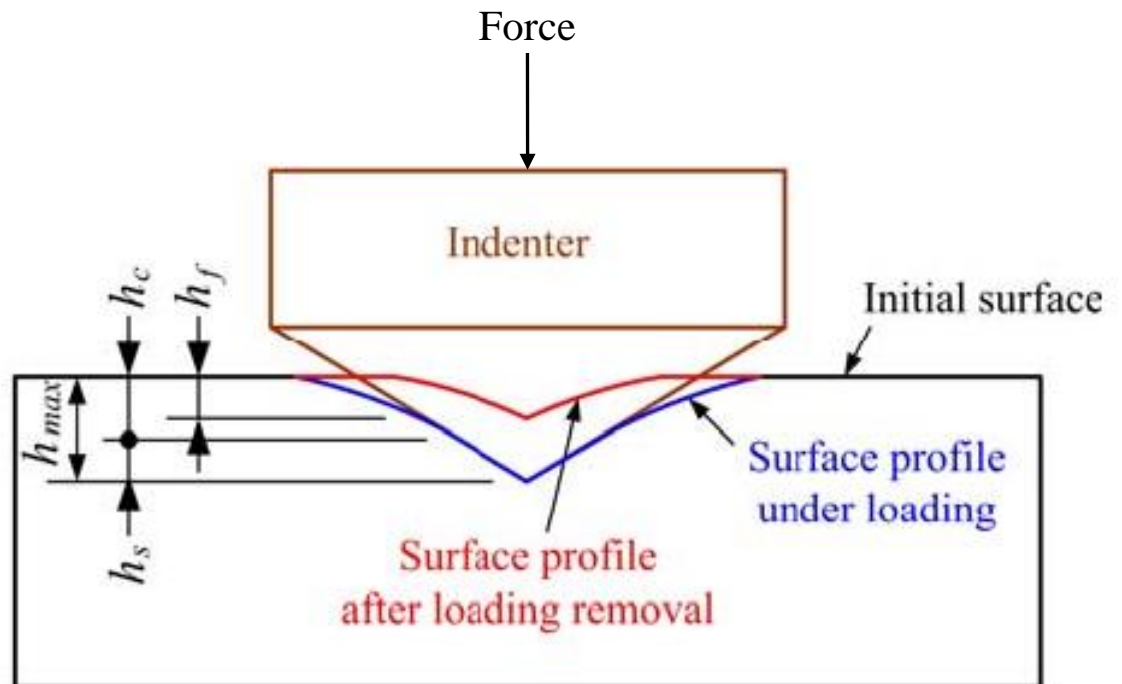 Force
Indenter
h_c
h_f
Initial surface
h_max
Surface profile
under loading
h_s
Surface profile
after loading removal